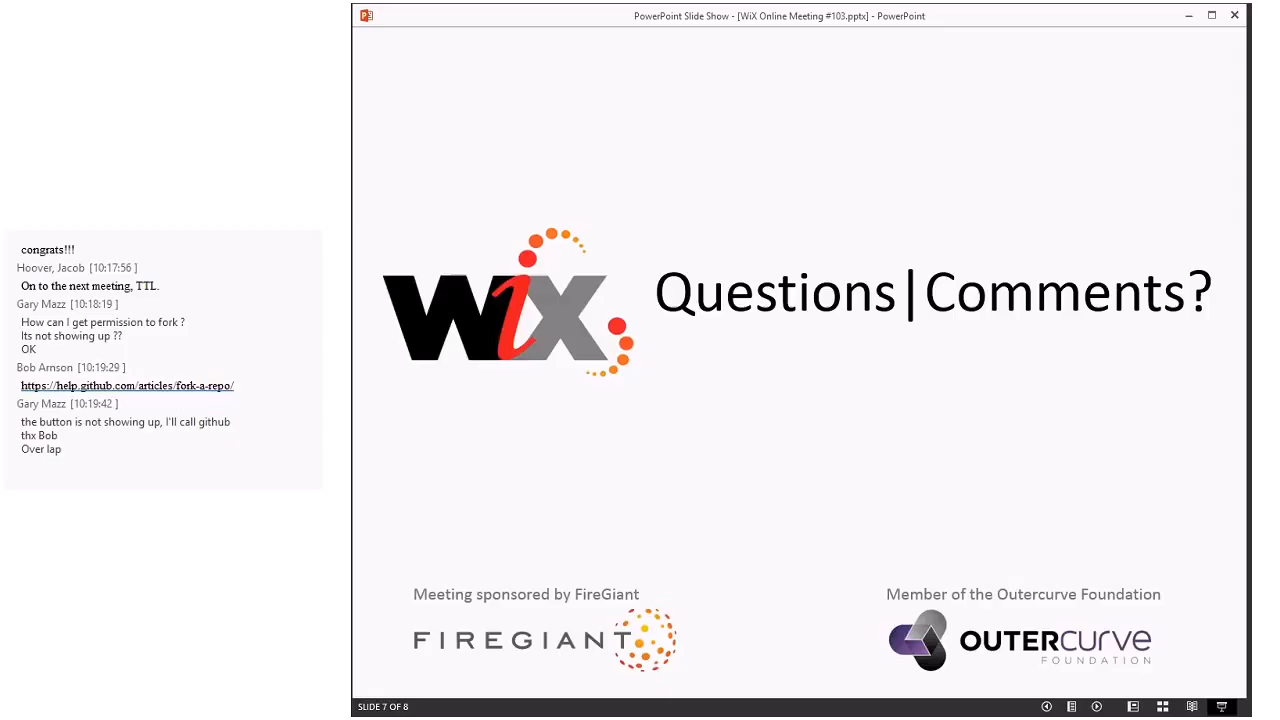 congrats!!!
Hoover, Jacob [10:17:56 ]
On to the next meeting, TTL.
Gary Mazz [10:18:19 ]
How can I get permission to fork ?
Its not showing up ??
OK
Bob Arnson [10:19:29 ]
https://help.github.com/articles/fork-a-repo/
Gary Mazz [10:19:42 ]
the button is not showing up, I'll call github
thx Bob
Over lap
PowerPoint Slide Show - [WiX Online Meeting #103.pptx] - PowerPoint
WiX
Questions|Comments?
Meeting sponsored by FireGiant
FIREGIANT
Member of the Outercurve Foundation
OUTERCURVE
FOUNDATION
SLIDE 7 OF 8